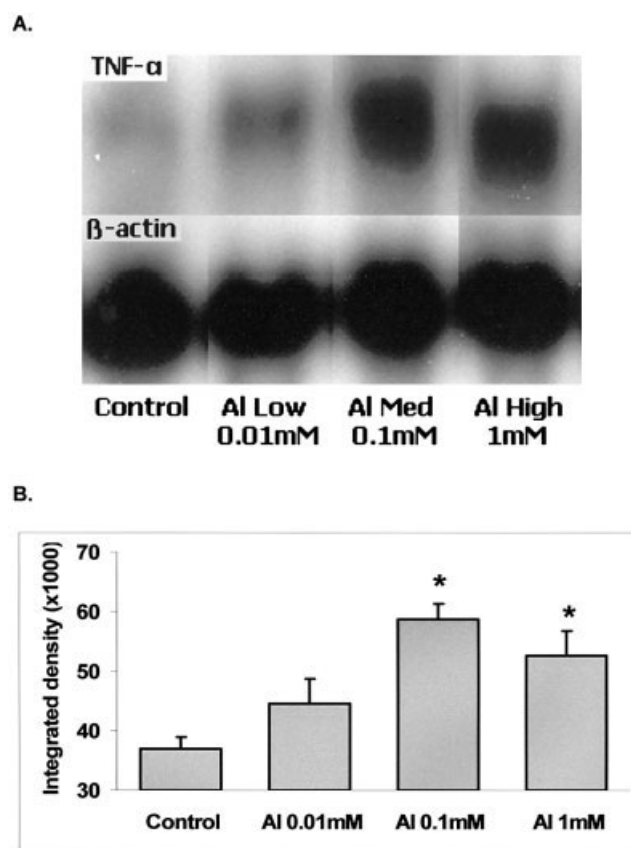 A.
TNF-α
β-actin
Control Al Low Al Med Al High
0.01mM 0.1mM 1mM
B.
Integrated density (x1000)
70
60
50
40
30
* *
Control Al 0.01mM Al 0.1mM Al 1mM